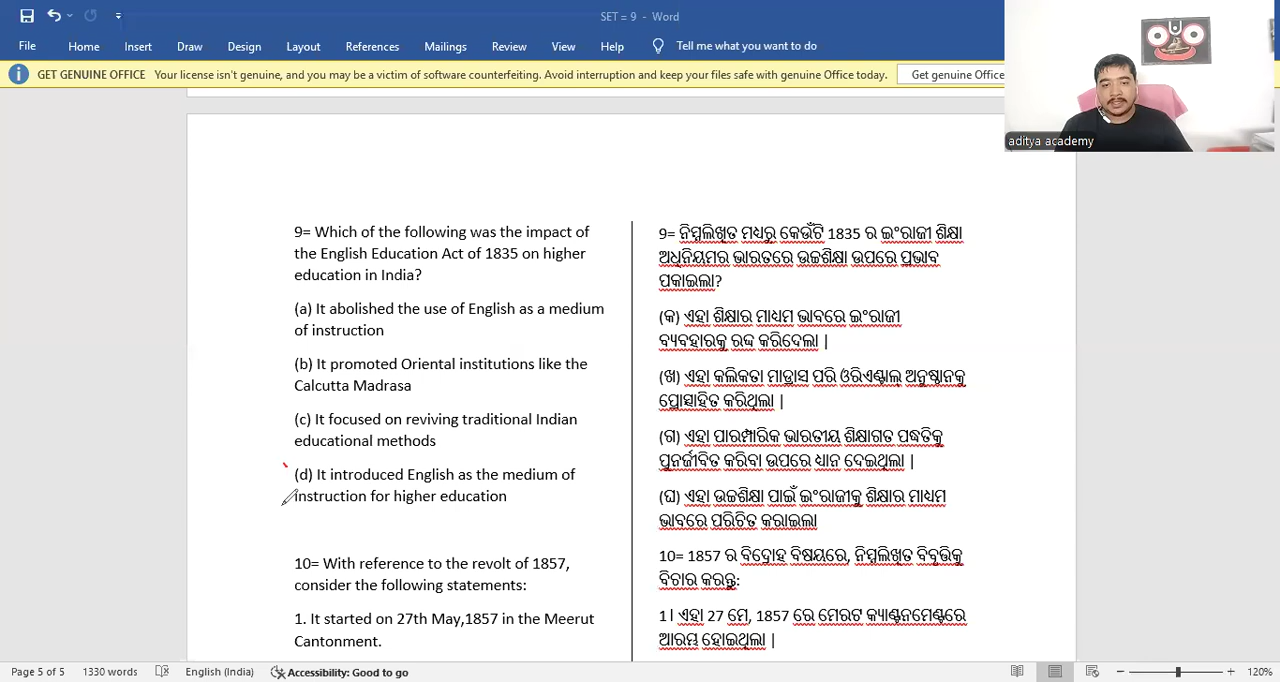 SET = 9 - Word
File Home Insert Draw Design Layout References Mailings Review View Help Tell me what you want to do
GET GENUINE OFFICE Your license isn't genuine, and you may be a victim of software counterfeiting. Avoid interruption and keep your files safe with genuine Office today. Get genuine Office
aditya academy
9= Which of the following was the impact of
the English Education Act of 1835 on higher
education in India?
(a) It abolished the use of English as a medium
of instruction
(b) It promoted Oriental institutions like the
Calcutta Madrasa
(c) It focused on reviving traditional Indian
educational methods
(d) It introduced English as the medium of
instruction for higher education
10= With reference to the revolt of 1857,
consider the following statements:
1. It started on 27th May,1857 in the Meerut
Cantonment.
9= ନିମ୍ନଲିଖିତ ମଧ୍ୟରୁ କେଉଁଟି 1835 ର ଇଂରାଜୀ ଶିକ୍ଷା
ଅଧିନିୟମର ଭାରତରେ ଉଚ୍ଚଶିକ୍ଷା ଉପରେ ପ୍ରଭାବ
ପକାଇଲା?
(କ) ଏହା ଶିକ୍ଷାର ମାଧ୍ୟମ ଭାବରେ ଇଂରାଜୀ
ବ୍ୟବହାରକୁ ରଦ୍ଦ କରିଦେଲା |
(ଖ) ଏହା କଲିକତା ମାଡ୍ରାସ ପରି ଓରିଏଣ୍ଟାଲ୍ ଅନୁଷ୍ଠାନକୁ
ପ୍ରୋତ୍ସାହିତ କରିଥିଲା |
(ଗ) ଏହା ପାରମ୍ପାରିକ ଭାରତୀୟ ଶିକ୍ଷାଗତ ପଦ୍ଧତିକୁ
ପୁନର୍ଜୀବିତ କରିବା ଉପରେ ଧ୍ୟାନ ଦେଇଥିଲା |
(ଘ) ଏହା ଉଚ୍ଚଶିକ୍ଷା ପାଇଁ ଇଂରାଜୀକୁ ଶିକ୍ଷାର ମାଧ୍ୟମ
ଭାବରେ ପରିଚିତ କରାଇଲା
10= 1857 ର ବିଦ୍ରୋହ ବିଷୟରେ, ନିମ୍ନଲିଖିତ ବିବୃତ୍ତିକୁ
ବିଚାର କରନ୍ତୁ:
1। ଏହା 27 ମେ, 1857 ରେ ମେରଟ କ୍ୟାଣ୍ଟନମେଣ୍ଟରେ
ଆରମ୍ଭ ହୋଇଥିଲା |
Page 5 of 5 1330 words English (India) Accessibility: Good to go 120%